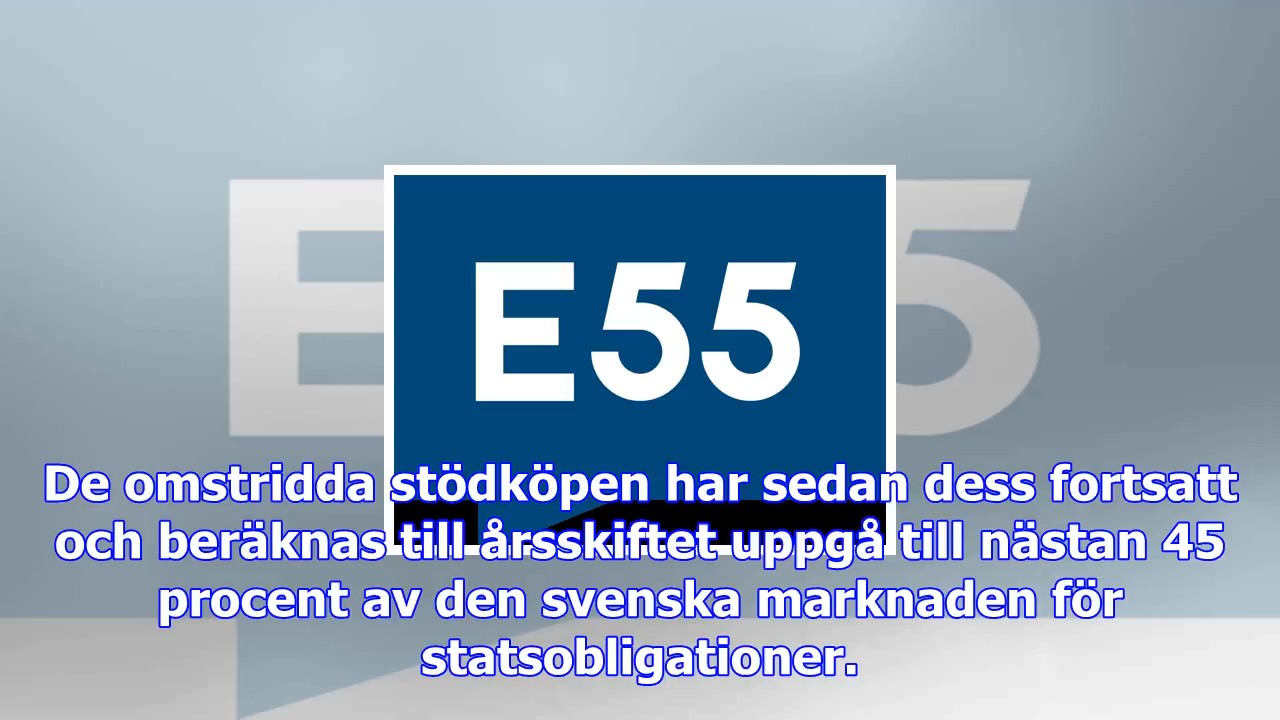 E55
De omstridda stödköpen har sedan dess fortsatt
och beräknas till årsskiftet uppgå till nästan 45
procent av den svenska marknaden för
statsobligationer.